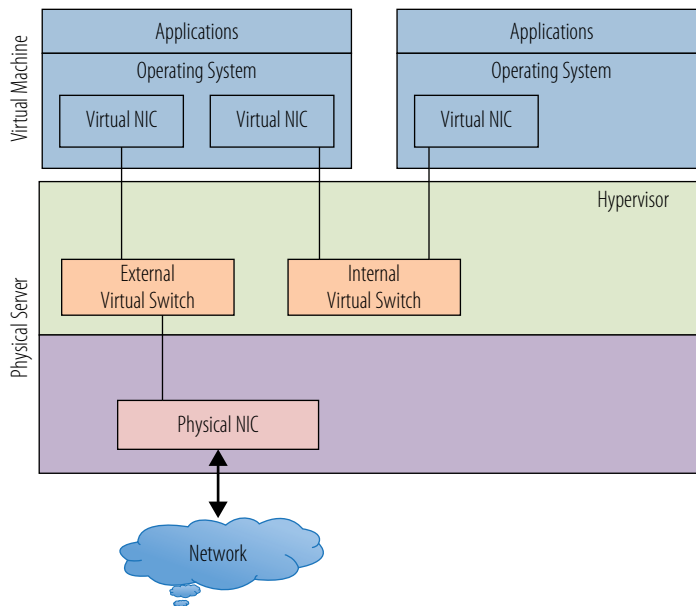 Applications
Applications
Virtual Machine
Operating System
Operating System
Virtual NIC
Virtual NIC
Virtual NIC
Hypervisor
External
Virtual Switch
Internal
Virtual Switch
Physical Server
Physical NIC
Network